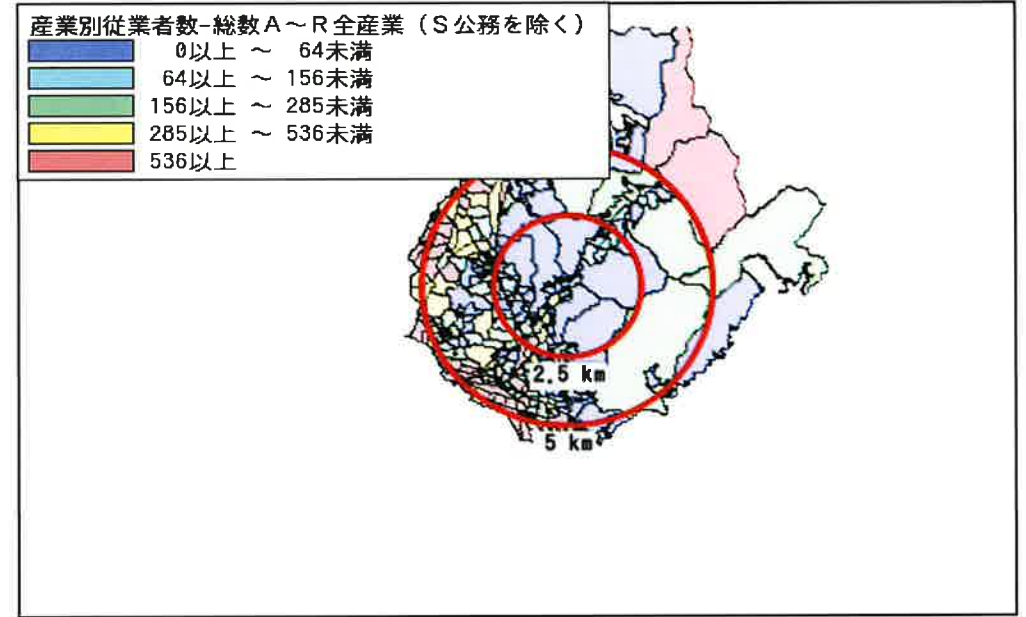 産業別従業者数-総数A～R全産業（S公務を除く）
0以上 ～ 64未満
64以上 ～ 156未満
156以上 ～ 285未満
285以上 ～ 536未満
536以上
2.5 km
5 km